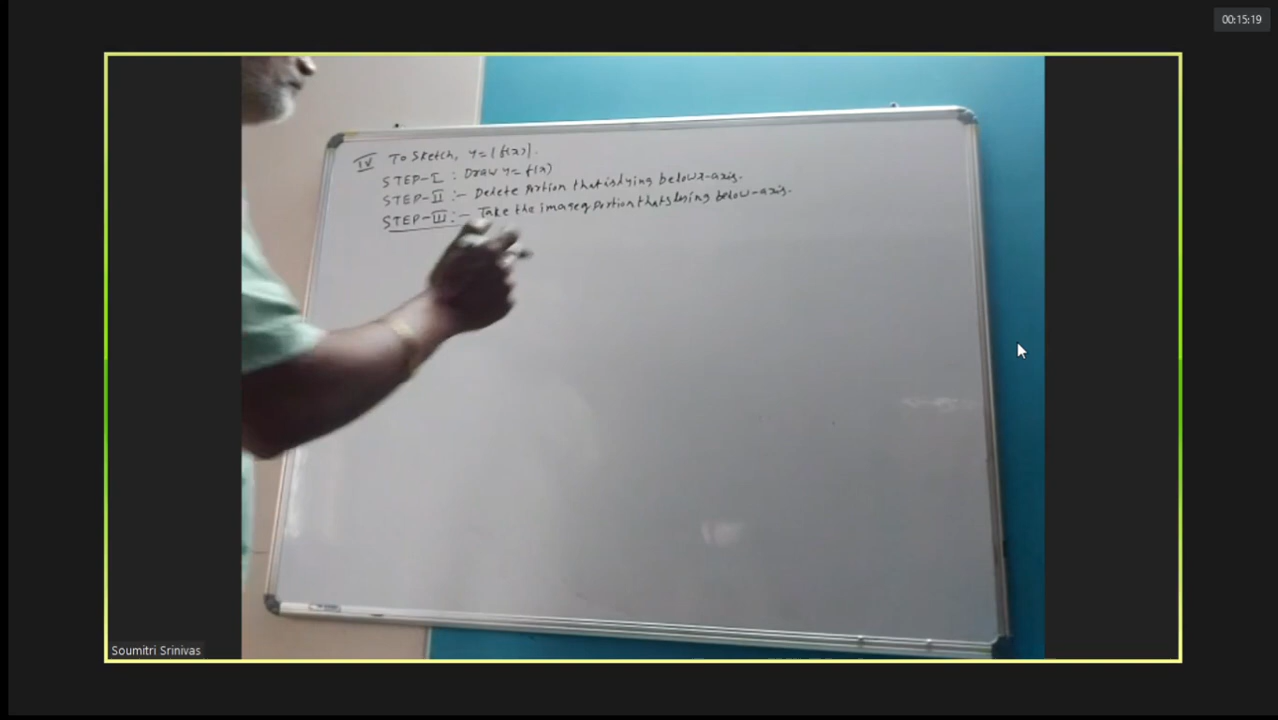 00:15:19
IV To Sketch, y=|f(x)|.
STEP-I : Draw y=f(x)
STEP-II :- Delete Portion that is lying below x-axis.
STEP-III :- Take the image of Portion that's lying below-axis.
Soumitri Srinivas